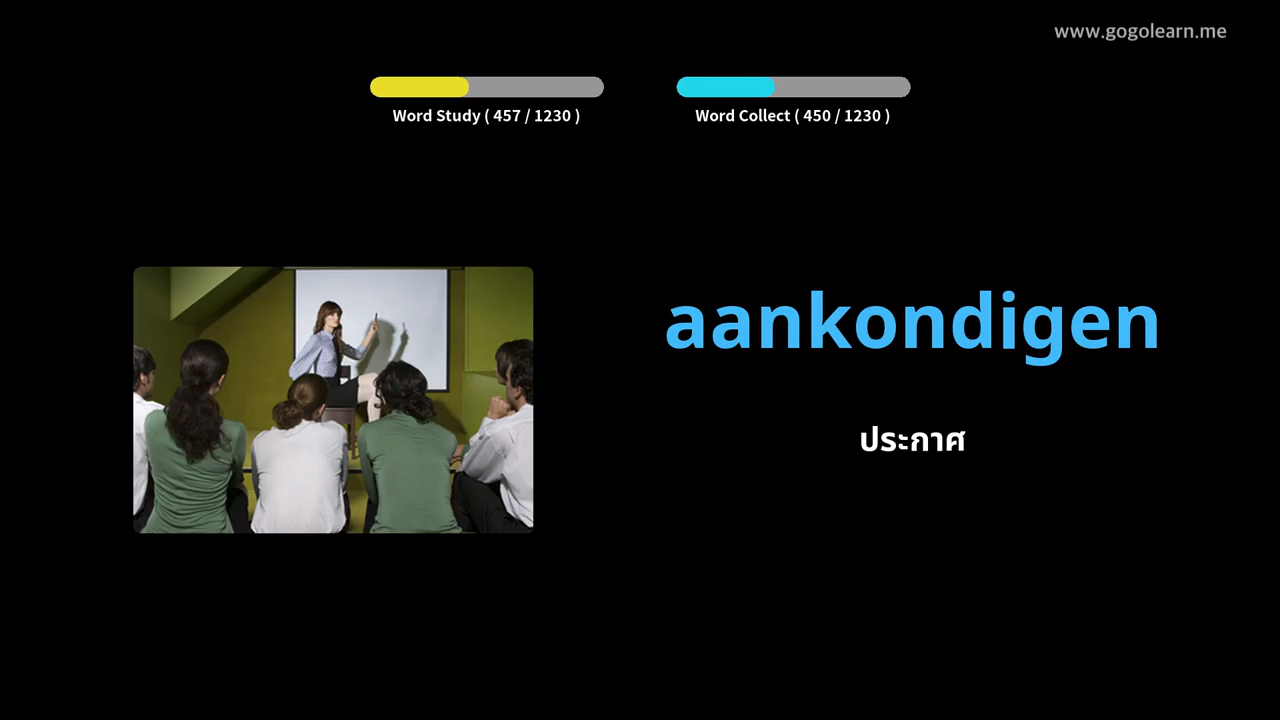 www.gogolearn.me
Word Study ( 457 / 1230 )
Word Collect ( 450 / 1230 )
aankondigen
ประกาศ